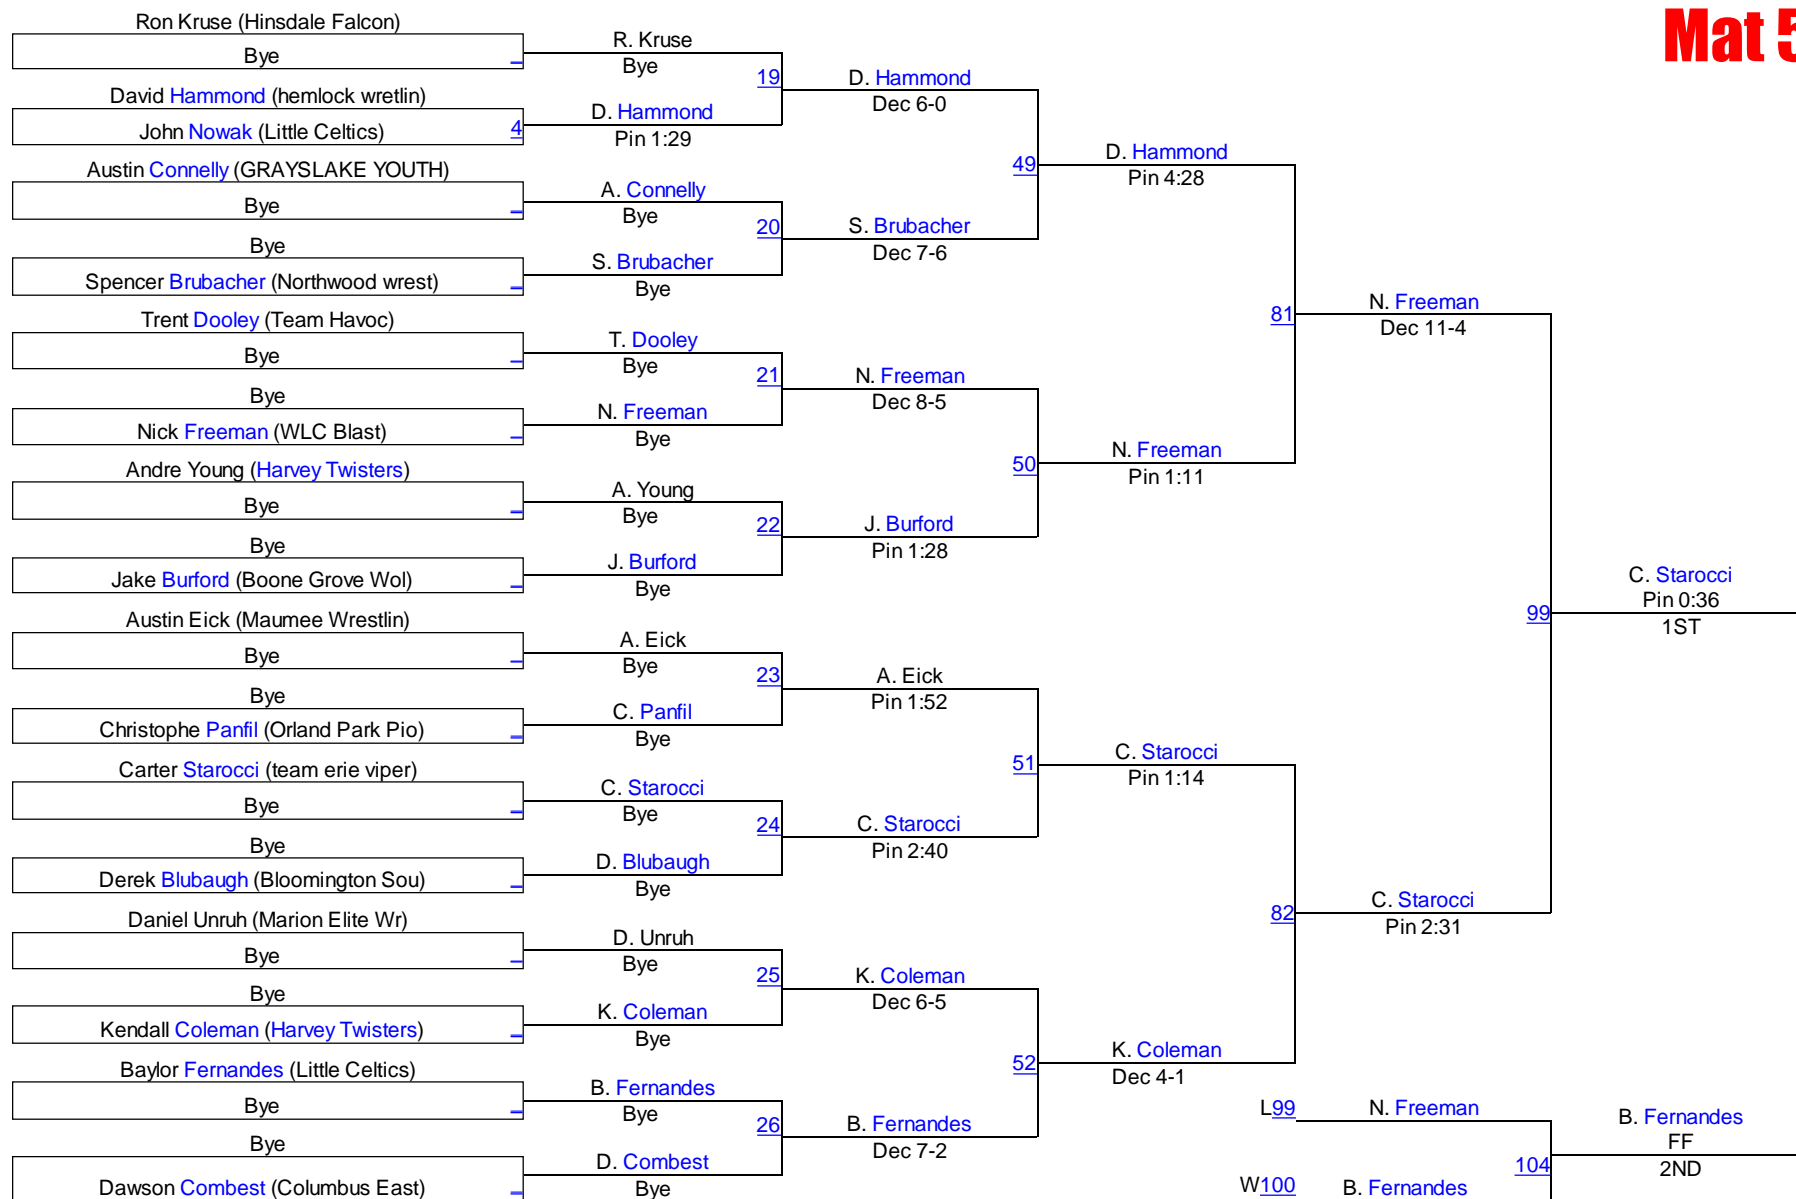 Mat 5
Ron Kruse (Hinsdale Falcon)
Bye
David Hammond (hemlock wretlin)
John Nowak (Little Celtics) 4
Austin Connelly (GRAYSLAKE YOUTH)
Bye
Bye
Spencer Brubacher (Northwood wrest)
Trent Dooley (Team Havoc)
Bye
Bye
Nick Freeman (WLC Blast)
Andre Young (Harvey Twisters)
Bye
Bye
Jake Burford (Boone Grove Wol)
Austin Eick (Maumee Wrestlin)
Bye
Bye
Christophe Panfil (Orland Park Pio)
Carter Starocci (team erie viper)
Bye
Bye
Derek Blubaugh (Bloomington Sou)
Daniel Unruh (Marion Elite Wr)
Bye
Bye
Kendall Coleman (Harvey Twisters)
Baylor Fernandes (Little Celtics)
Bye
Bye
Dawson Combest (Columbus East)
R. Kruse
Bye
19
D. Hammond
Pin 1:29
A. Connelly
Bye
20
S. Brubacher
Bye
T. Dooley
Bye
21
N. Freeman
Bye
A. Young
Bye
22
J. Burford
Bye
A. Eick
Bye
23
C. Panfil
Bye
C. Starocci
Bye
24
D. Blubaugh
Bye
D. Unruh
Bye
25
K. Coleman
Bye
B. Fernandes
Bye
26
D. Combest
Bye
D. Hammond
Dec 6-0
49
S. Brubacher
Dec 7-6
N. Freeman
Dec 8-5
50
J. Burford
Pin 1:28
A. Eick
Pin 1:52
51
C. Starocci
Pin 2:40
K. Coleman
Dec 6-5
52
B. Fernandes
Dec 7-2
D. Hammond
Pin 4:28
81
N. Freeman
Pin 1:11
C. Starocci
Pin 1:14
82
K. Coleman
Dec 4-1
N. Freeman
Dec 11-4
99
C. Starocci
Pin 2:31
C. Starocci
Pin 0:36
1ST
L99 N. Freeman
104
W100 B. Fernandes
B. Fernandes
FF
2ND